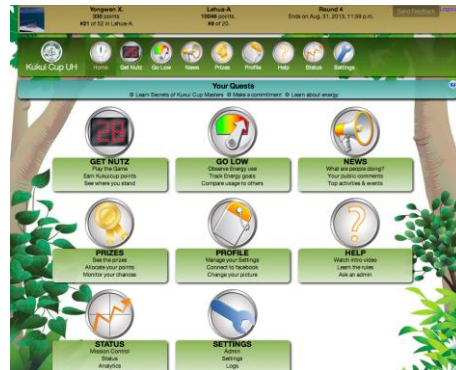 Yongwen X.
330 points
#21 of 52 in Lehua-A.
Lehua-A
10046 points.
#9 of 20.
Round 4
Ends on Aug. 31, 2013, 11:59 p.m.
Send Feedback
Logout
Kukui Cup UH
Home
Get Nutz
Go Low
News
Prizes
Profile
Help
Status
Settings
Your Quests
Learn Secrets of Kukui Cup Masters Make a commitment Learn about energy
28
GET NUTZ
Play the Game
Earn Kukuicup points
See where you stand
GO LOW
Observe Energy use
Track Energy goals
Compare usage to others
NEWS
What are people doing?
Your public comments
Top activities & events
PRIZES
See the prizes
Allocate your points
Monitor your chances
PROFILE
Manage your Settings
Connect to facebook
Change your picture
HELP
Watch intro video
Learn the rules
Ask an admin
STATUS
Mission Control
Status
Analytics
SETTINGS
Admin
Settings
Logs